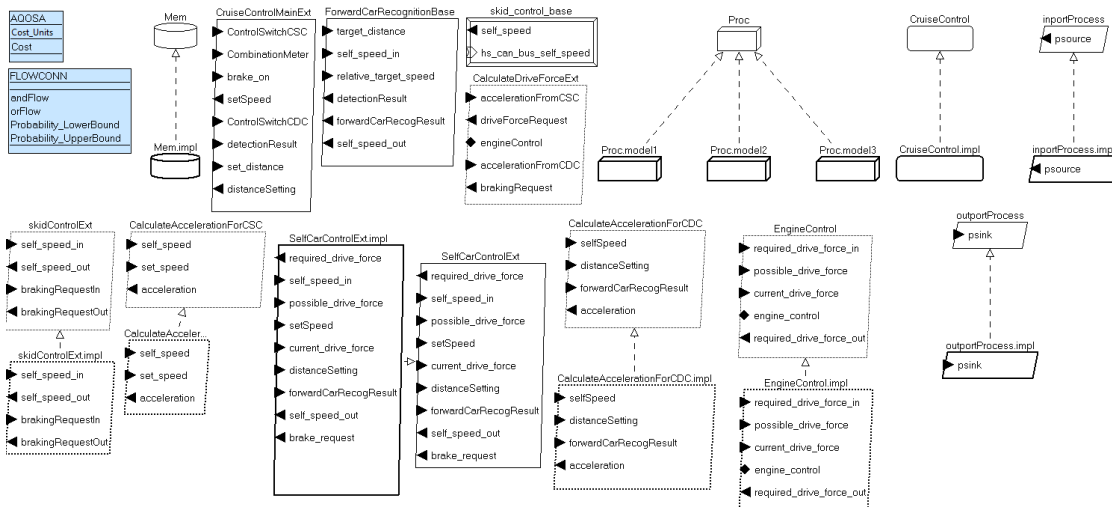 AQOSA
Cost_Units
Cost
FLOWCONN
andFlow
orFlow
Probability_LowerBound
Probability_UpperBound
Mem
Mem.impl
CruiseControlMainExt
ControlSwitchCSC
CombinationMeter
brake_on
setSpeed
ControlSwitchCDC
detectionResult
set_distance
distanceSetting
ForwardCarRecognitionBase
target_distance
self_speed_in
relative_target_speed
detectionResult
forwardCarRecogResult
self_speed_out
skid_control_base
self_speed
hs_can_bus_self_speed
CalculateDriveForceExt
accelerationFromCSC
driveForceRequest
engineControl
accelerationFromCDC
brakingRequest
Proc
Proc.model1
Proc.model2
Proc.model3
CruiseControl
CruiseControl.impl
inportProcess
psource
inportProcess.impl
psource
skidControlExt
self_speed_in
self_speed_out
brakingRequestIn
brakingRequestOut
skidControlExt.impl
self_speed_in
self_speed_out
brakingRequestIn
brakingRequestOut
CalculateAccelerationForCSC
self_speed
set_speed
acceleration
CalculateAcceler...
self_speed
set_speed
acceleration
SelfCarControlExt.impl
required_drive_force
self_speed_in
possible_drive_force
setSpeed
current_drive_force
distanceSetting
forwardCarRecogResult
self_speed_out
brake_request
SelfCarControlExt
required_drive_force
self_speed_in
possible_drive_force
setSpeed
current_drive_force
distanceSetting
forwardCarRecogResult
self_speed_out
brake_request
CalculateAccelerationForCDC
selfSpeed
distanceSetting
forwardCarRecogResult
acceleration
CalculateAccelerationForCDC.impl
selfSpeed
distanceSetting
forwardCarRecogResult
acceleration
EngineControl
required_drive_force_in
possible_drive_force
current_drive_force
engine_control
required_drive_force_out
EngineControl.impl
required_drive_force_in
possible_drive_force
current_drive_force
engine_control
required_drive_force_out
outportProcess
psink
outportProcess.impl
psink